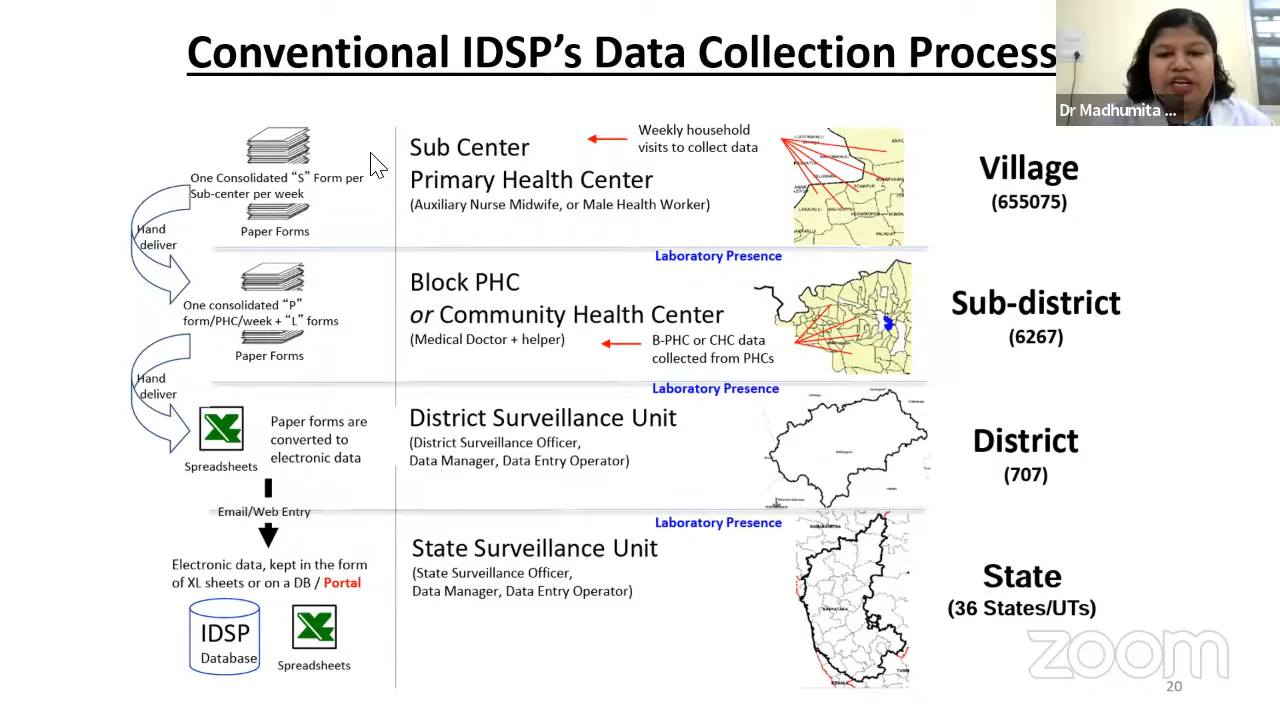 Conventional IDSP's Data Collection Process
Dr Madhumita ...
One Consolidated “S” Form per
Sub-center per week
Paper Forms
Hand
deliver
Sub Center
Primary Health Center
(Auxiliary Nurse Midwife, or Male Health Worker)
Weekly household
visits to collect data
Village
(655075)
Laboratory Presence
One consolidated “P”
form/PHC/week + “L” forms
Paper Forms
Hand
deliver
Block PHC
or Community Health Center
(Medical Doctor + helper)
B-PHC or CHC data
collected from PHCs
Sub-district
(6267)
Laboratory Presence
Spreadsheets
Paper forms are
converted to
electronic data
District Surveillance Unit
(District Surveillance Officer,
Data Manager, Data Entry Operator)
District
(707)
Email/Web Entry
Laboratory Presence
Electronic data, kept in the form
of XL sheets or on a DB / Portal
IDSP
Database
Spreadsheets
State Surveillance Unit
(State Surveillance Officer,
Data Manager, Data Entry Operator)
KARNATAKA
State
(36 States/UTs)
zoom
20